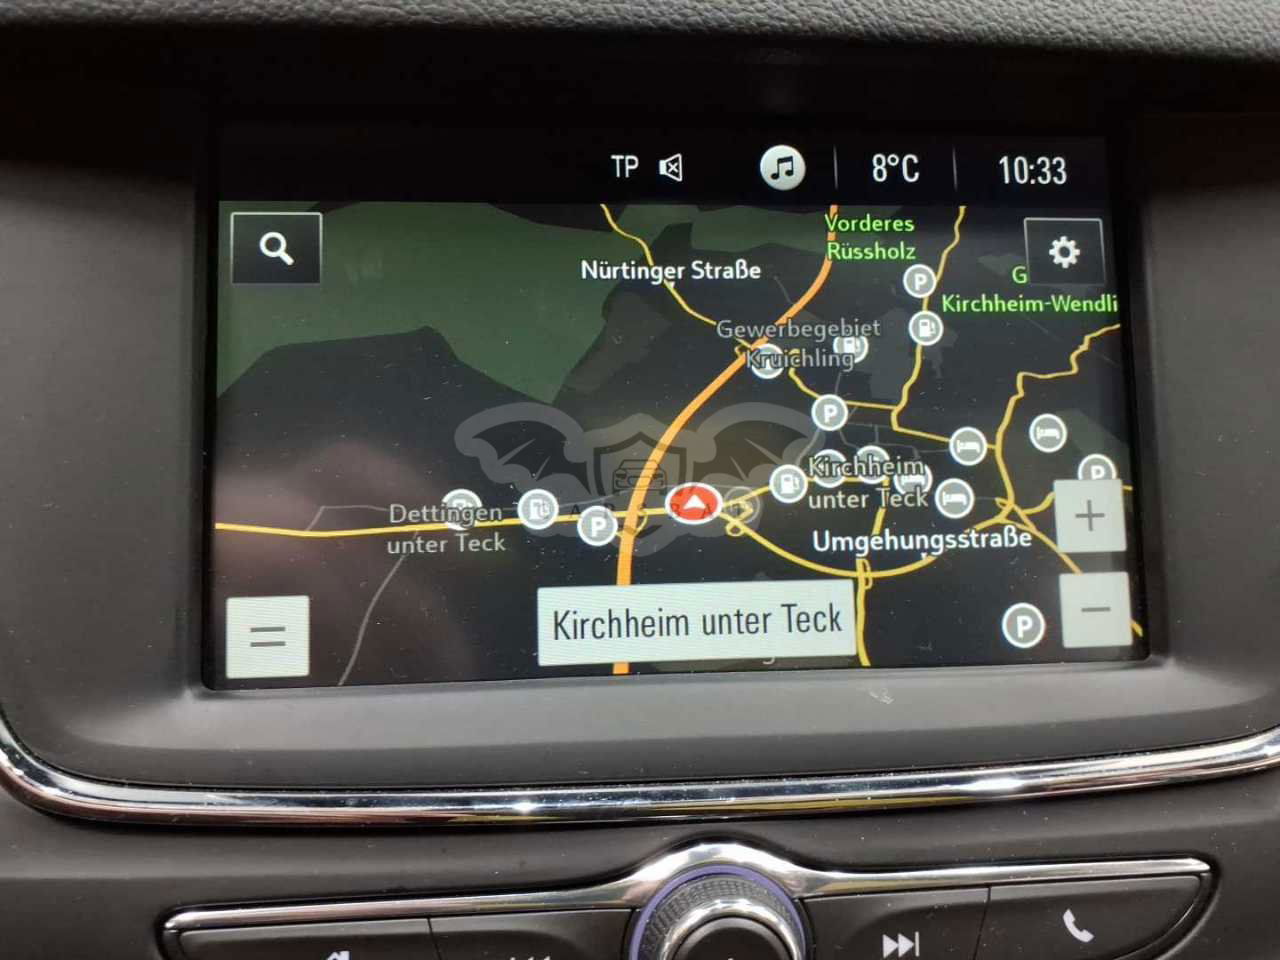 TP
8°C
10:33
Vorderes
Rüssholz
Nürtinger Straße
G
Kirchheim-Wendli
Gewerbegebiet
Kruichling
P
P
Kirchheim
unter Teck
P
Dettingen
unter Teck
P
Umgehungsstraße
+
Kirchheim unter Teck
P
−
=